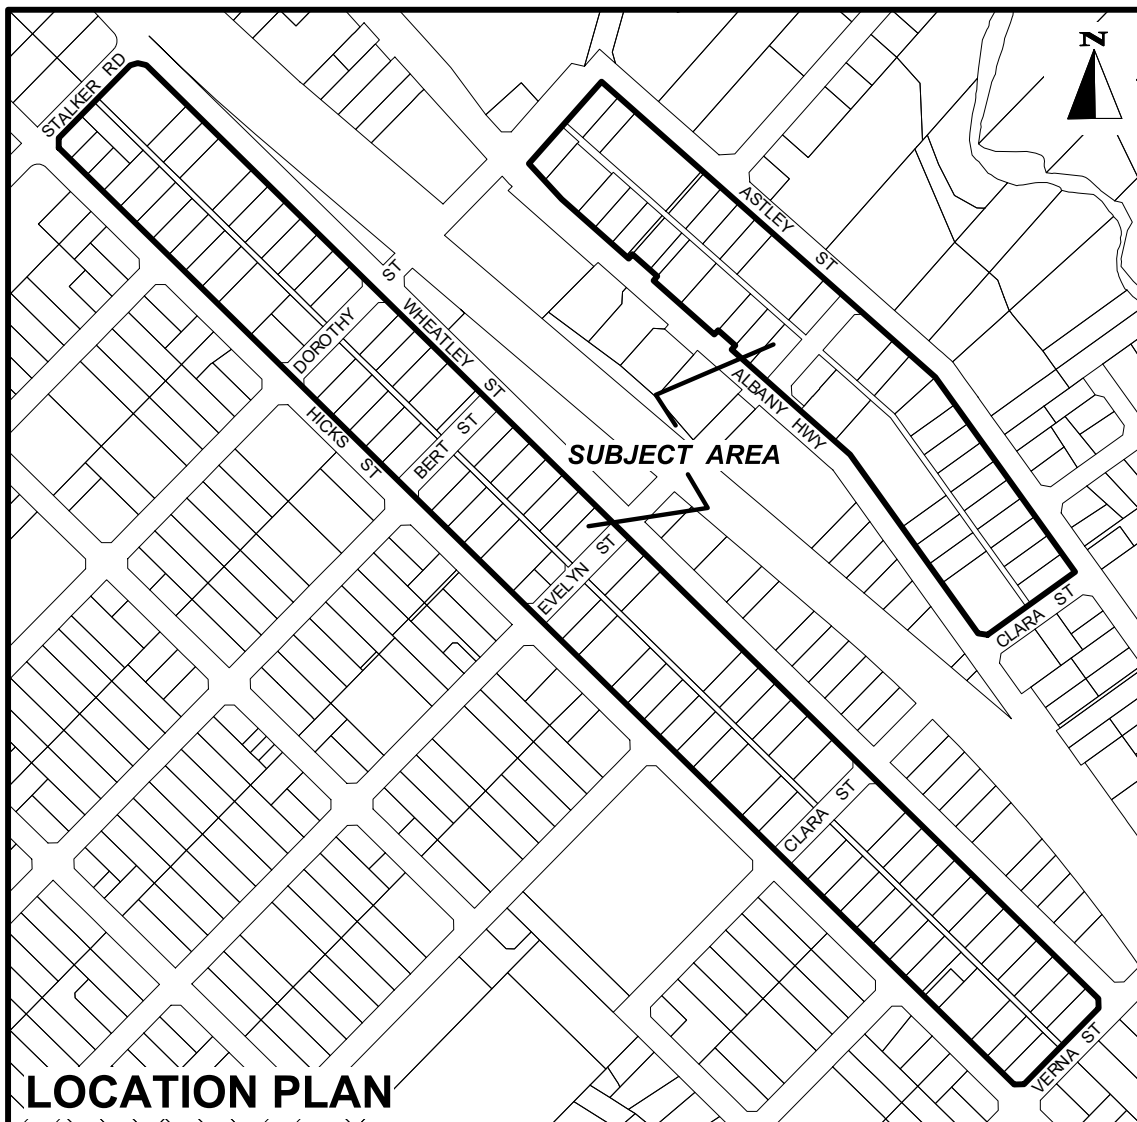 N
STALKER RD
ASTLEY ST
ST
WHEATLEY ST
DOROTHY
ALBANY HWY
HICKS ST
BERT ST
SUBJECT AREA
EVELYN ST
CLARA ST
CLARA ST
VERNA ST
LOCATION PLAN